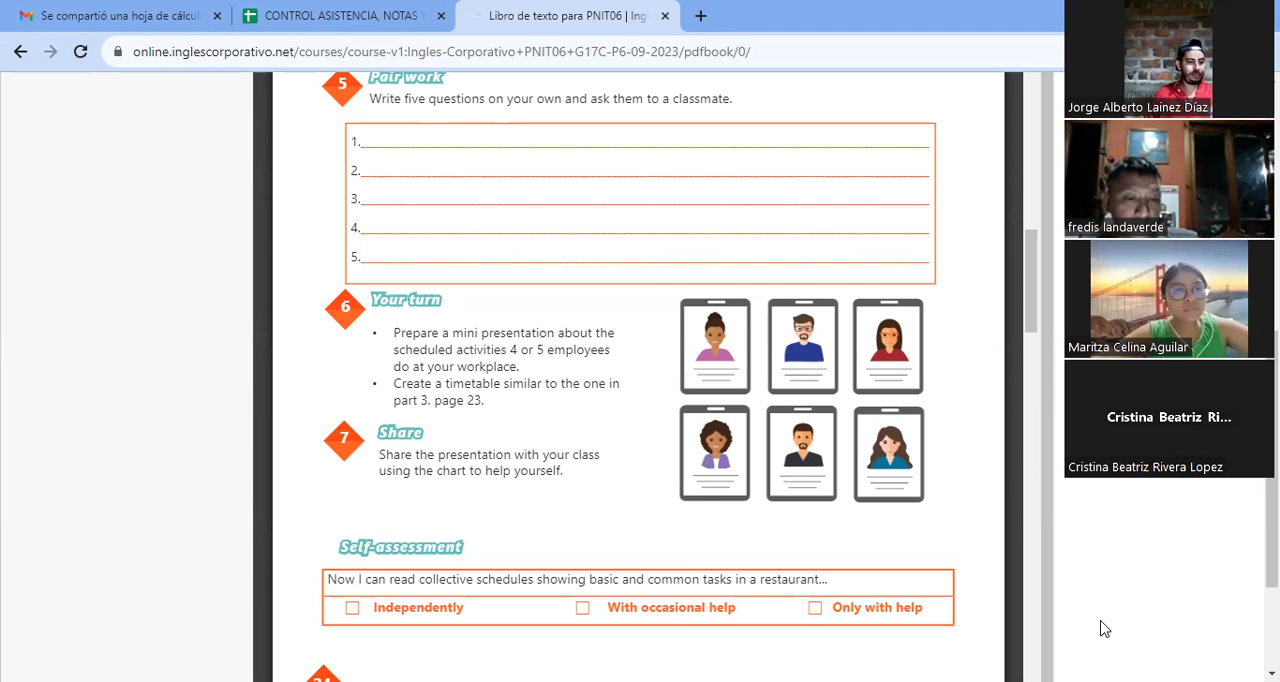 Se compartió una hoja de cálcul
CONTROL ASISTENCIA, NOTAS Y
Libro de texto para PNIT06 | Ing
online.inglescorporativo.net/courses/course-v1:Ingles-Corporativo+PNIT06+G17C-P6-09-2023/pdfbook/0/
5
Pair work
Write five questions on your own and ask them to a classmate.
1.
2.
3.
4.
5.
6
Your turn
• Prepare a mini presentation about the
scheduled activities 4 or 5 employees
do at your workplace.
• Create a timetable similar to the one in
part 3. page 23.
7
Share
Share the presentation with your class
using the chart to help yourself.
Self-assessment
Now I can read collective schedules showing basic and common tasks in a restaurant...
Independently
With occasional help
Only with help
Jorge Alberto Lainez Díaz
fredis landaverde
Maritza Celina Aguilar
Cristina Beatriz Ri...
Cristina Beatriz Rivera Lopez